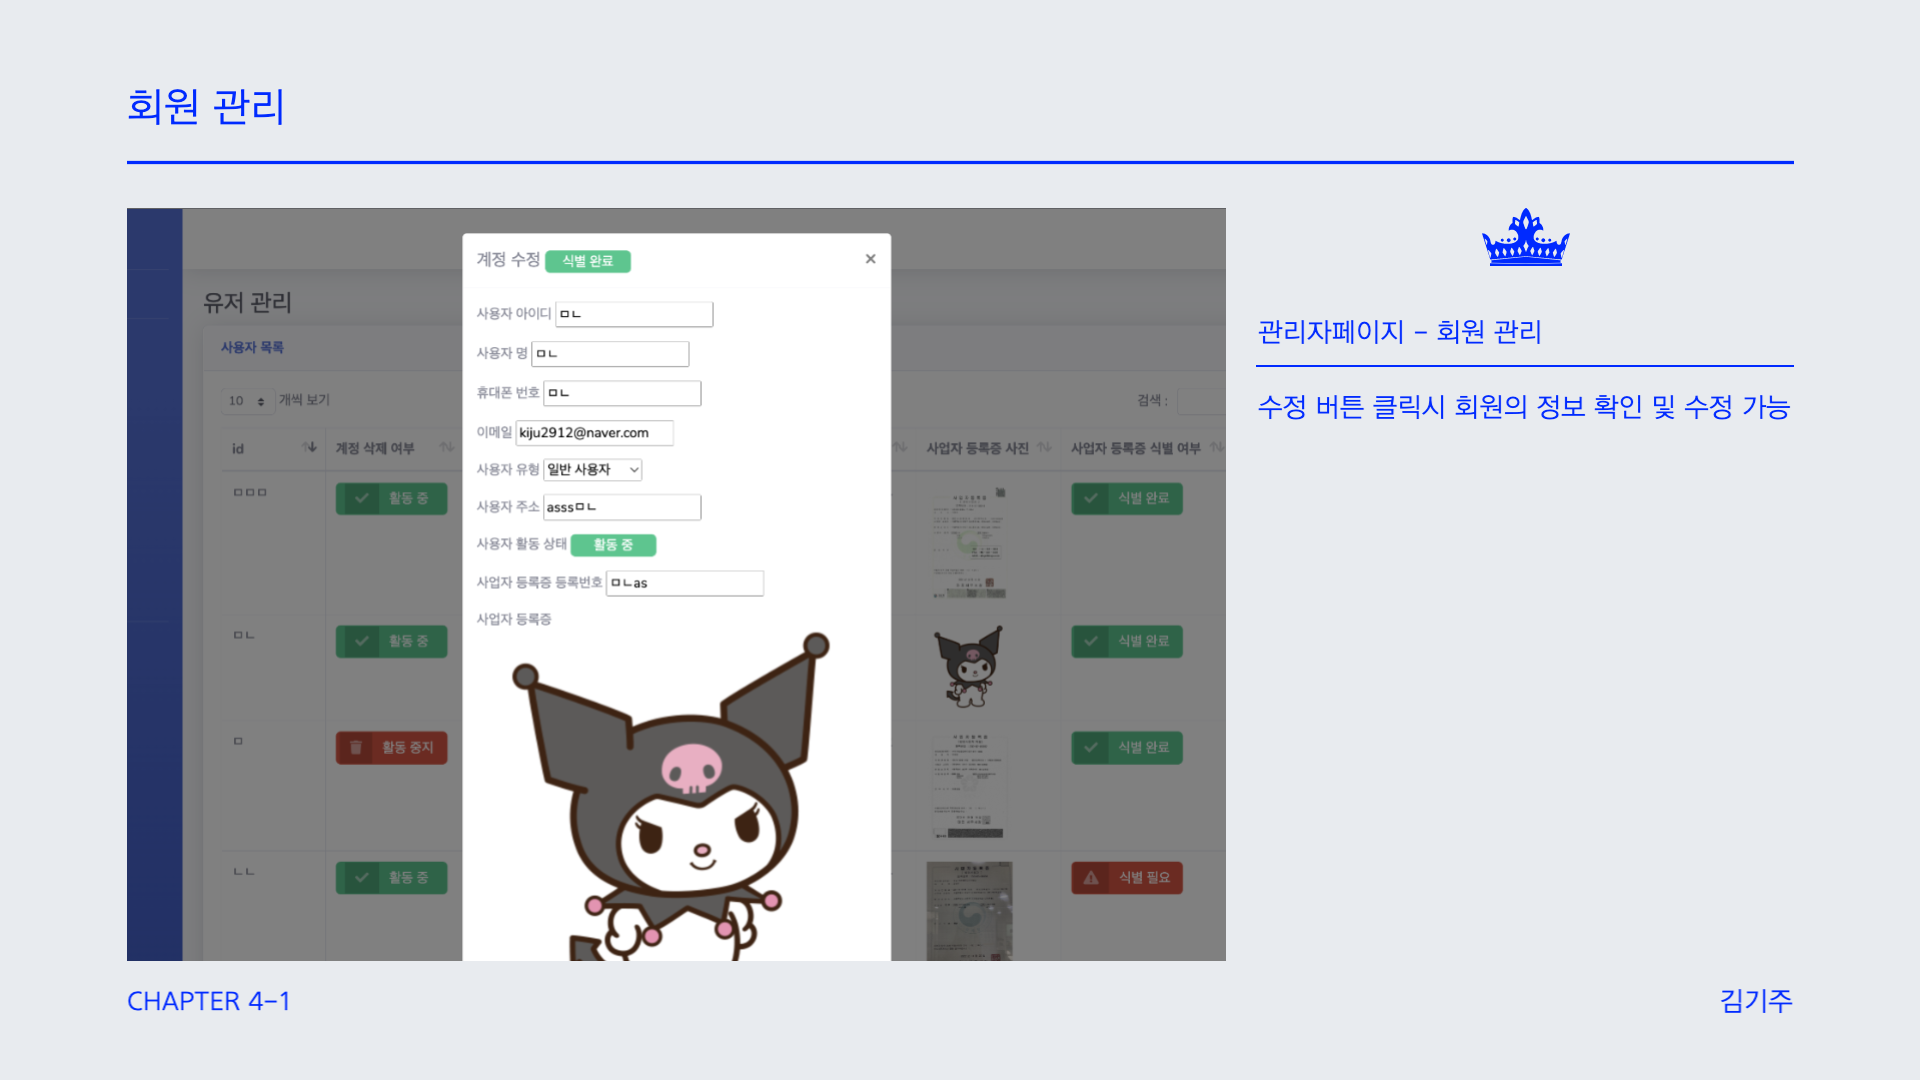 회원 관리
계정 수정 식별 완료 ×
사용자 아이디 ㅁㄴ
사용자 명 ㅁㄴ
휴대폰 번호 ㅁㄴ
이메일 kiju2912@naver.com
사용자 유형 일반 사용자
사용자 주소 asssㅁㄴ
사용자 활동 상태 활동 중
사업자 등록증 등록번호 ㅁㄴas
사업자 등록증
유저 관리
사용자 목록
10 개씩 보기 검색 :
id 계정 삭제 여부 사업자 등록증 사진 사업자 등록증 식별 여부
ㅁㅁㅁ 활동 중 식별 완료
ㅁㄴ 활동 중 식별 완료
ㅁ 활동 중지 식별 완료
ㄴㄴ 활동 중 식별 필요
관리자페이지 – 회원 관리
수정 버튼 클릭시 회원의 정보 확인 및 수정 가능
CHAPTER 4–1
김기주